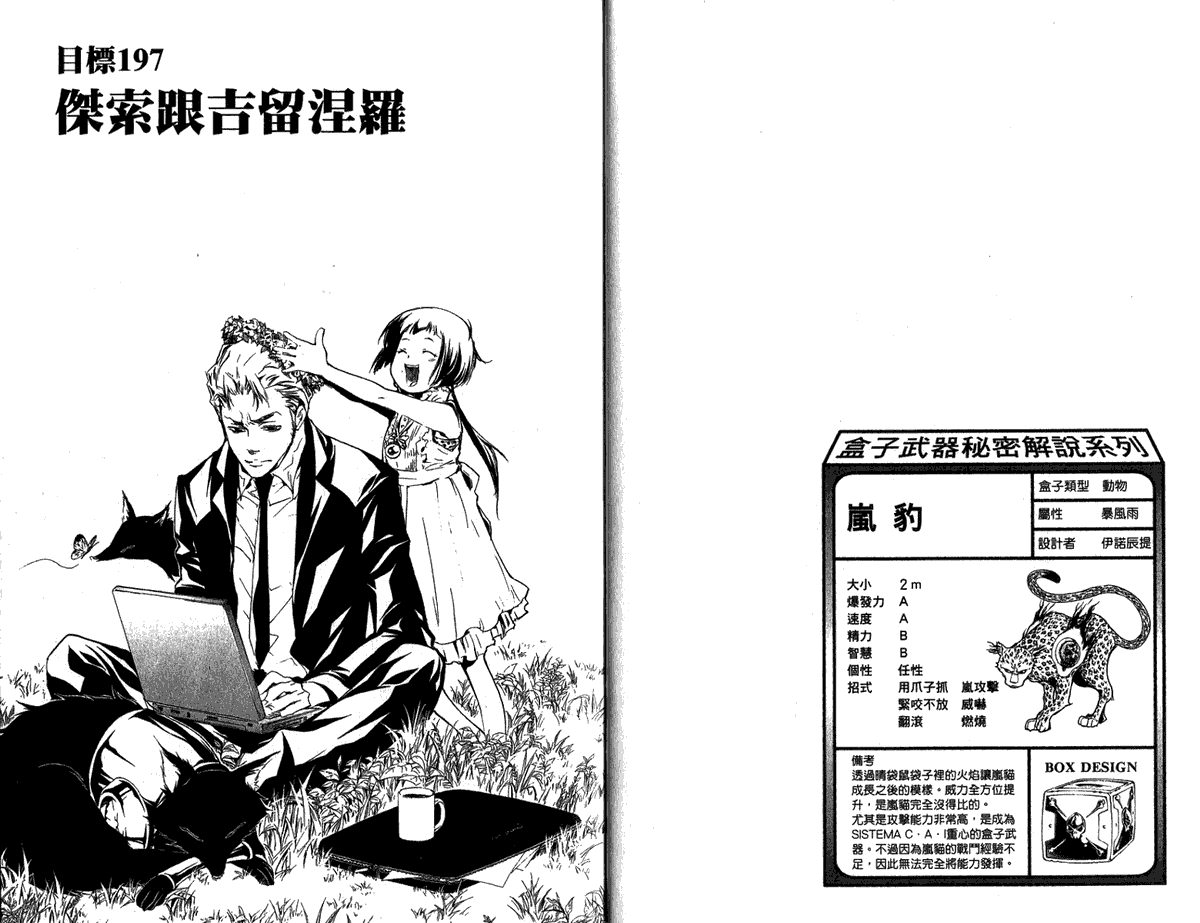 目標197
傑索跟吉留涅羅
盒子武器秘密解說系列
嵐豹
盒子類型 動物
屬性 暴風雨
設計者 伊諾辰提
大小 2m
爆發力 A
速度 A
精力 B
智慧 B
個性 任性
招式 用爪子抓 嵐攻擊
緊咬不放 威嚇
翻滾 燃燒
備考
透過晴袋鼠袋子裡的火焰讓嵐貓
成長之後的模樣。威力全方位提
升，是嵐貓完全沒得比的。
尤其是攻擊能力非常高，是成為
SISTEMA C・A・I重心的盒子武
器。不過因為嵐貓的戰鬥經驗不
足，因此無法完全將能力發揮。
BOX DESIGN